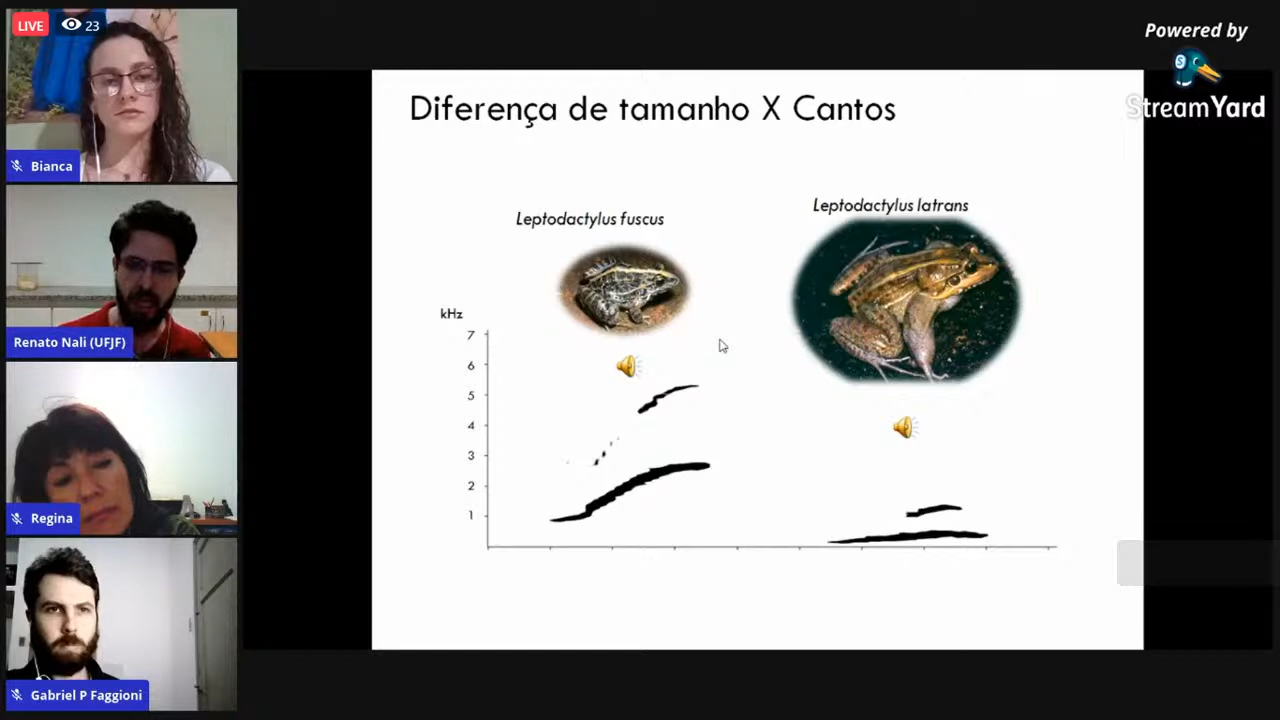 LIVE 23
Bianca
Renato Nali (UFJF)
Regina
Gabriel P Faggioni
Powered by
StreamYard
Diferença de tamanho X Cantos
Leptodactylus fuscus
Leptodactylus latrans
kHz
7
6
5
4
3
2
1